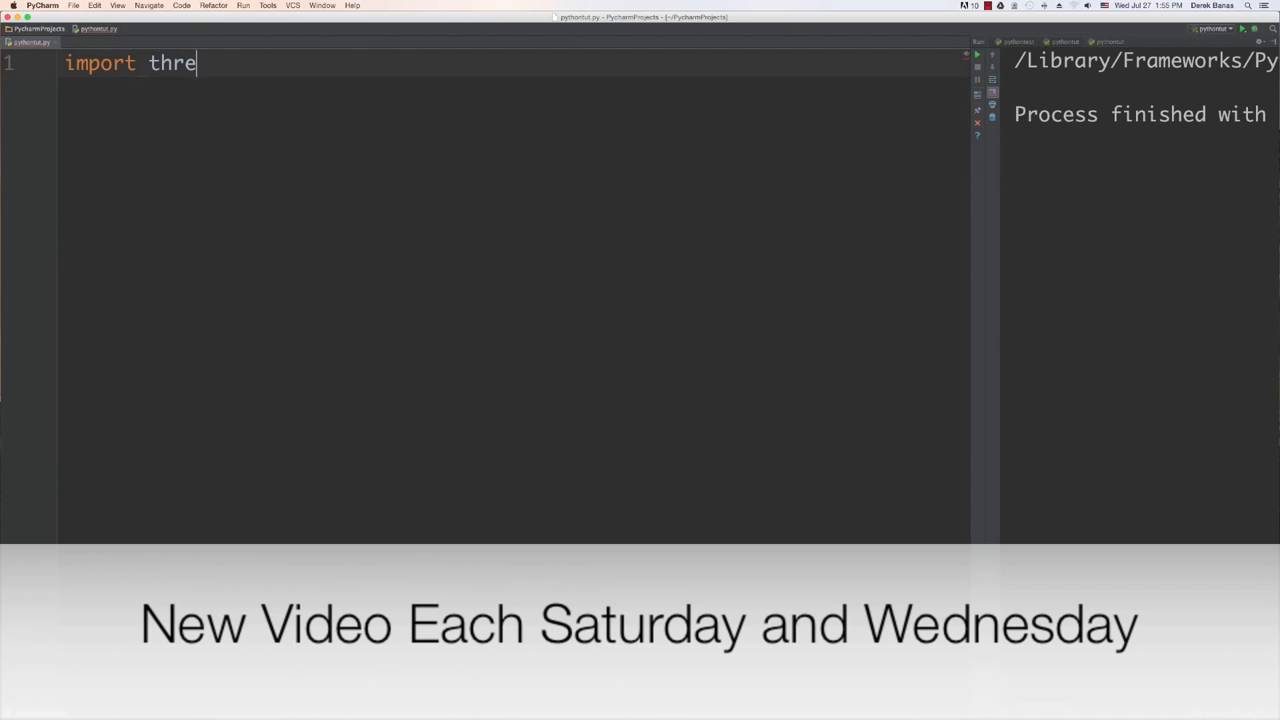 PyCharm File Edit View Navigate Code Refactor Run Tools VCS Window Help 10 Wed Jul 27 1:55 PM Derek Banas
pythontut.py - PycharmProjects - [~/PycharmProjects]
PycharmProjects pythontut.py pythontut
pythontut.py Run: pythontest pythontut pythontut
1 import thre
/Library/Frameworks/Py
Process finished with
New Video Each Saturday and Wednesday